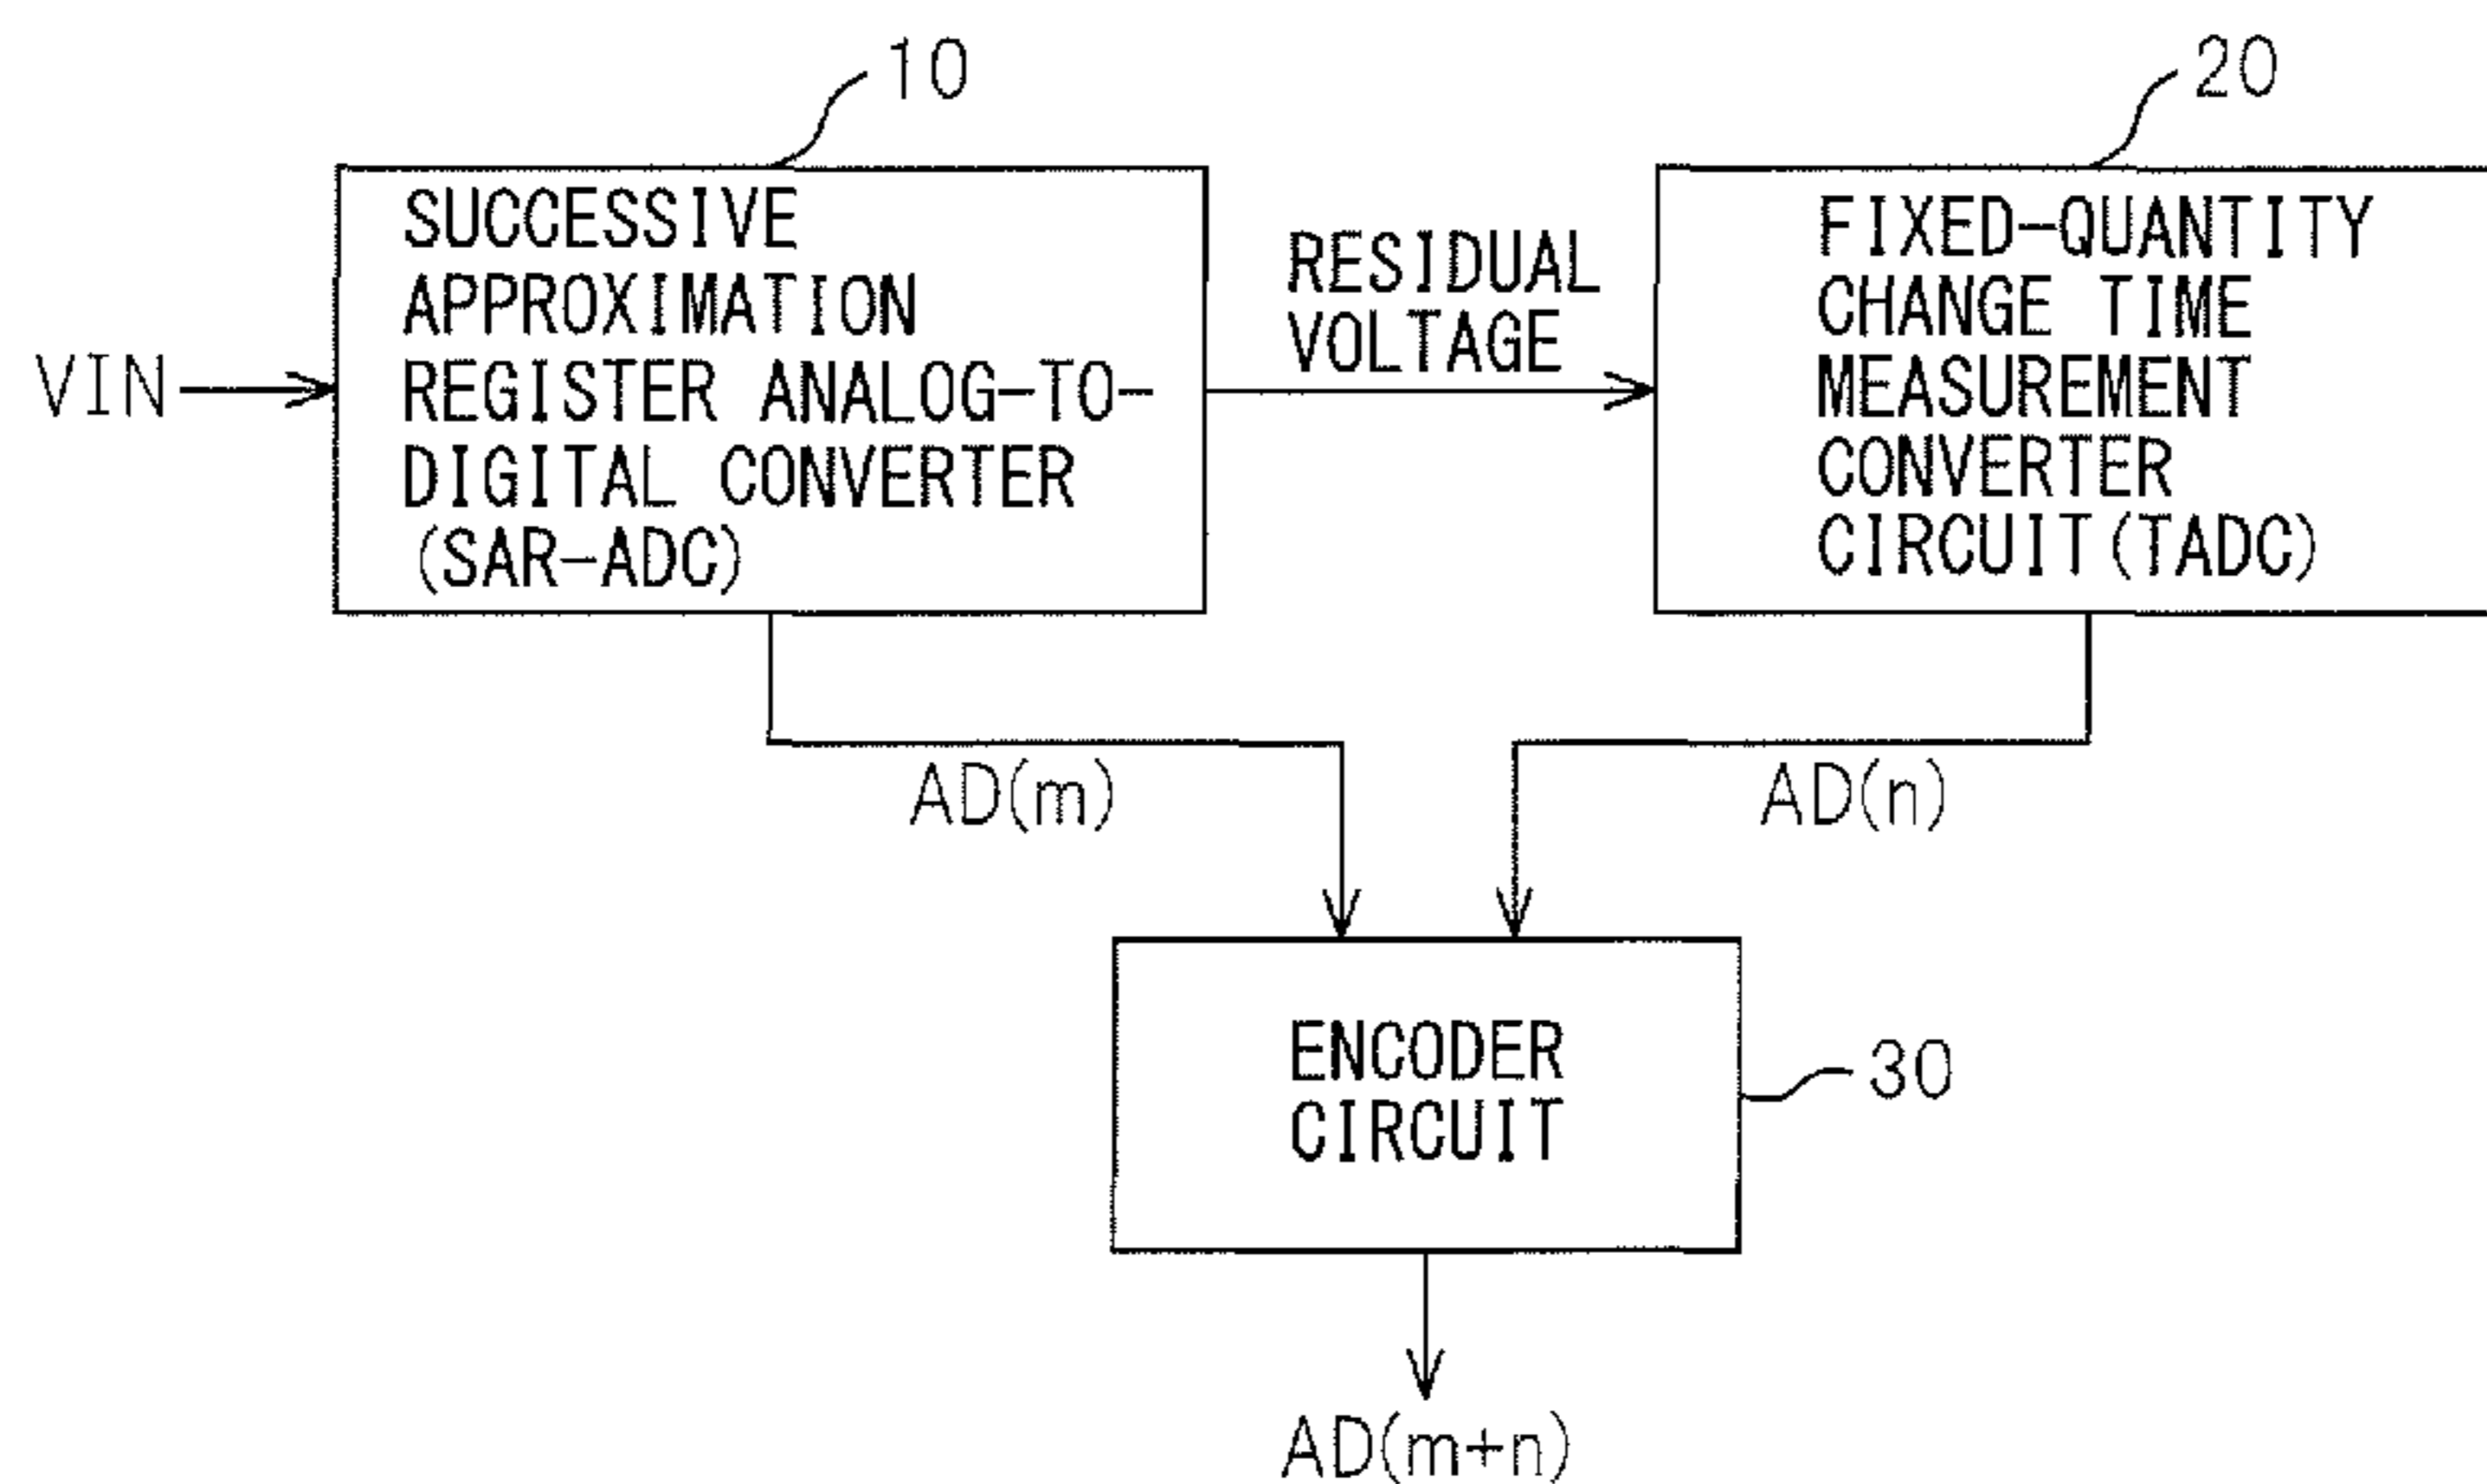 10
SUCCESSIVE
APPROXIMATION
REGISTER ANALOG-TO-
DIGITAL CONVERTER
(SAR-ADC)
VIN
RESIDUAL
VOLTAGE
20
FIXED-QUANTITY
CHANGE TIME
MEASUREMENT
CONVERTER
CIRCUIT(TADC)
AD(m)
AD(n)
ENCODER
CIRCUIT
30
AD(m+n)